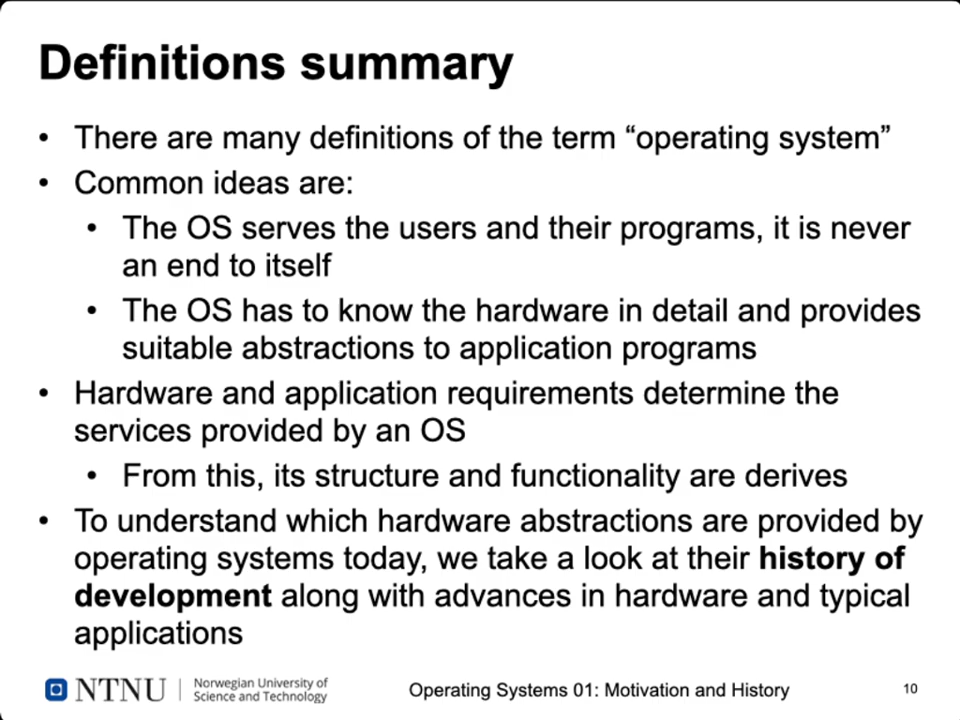 Definitions summary
• There are many definitions of the term “operating system”
• Common ideas are:
• The OS serves the users and their programs, it is never
an end to itself
• The OS has to know the hardware in detail and provides
suitable abstractions to application programs
• Hardware and application requirements determine the
services provided by an OS
• From this, its structure and functionality are derives
• To understand which hardware abstractions are provided by
operating systems today, we take a look at their history of
development along with advances in hardware and typical
applications
NTNU
Norwegian University of
Science and Technology
Operating Systems 01: Motivation and History
10